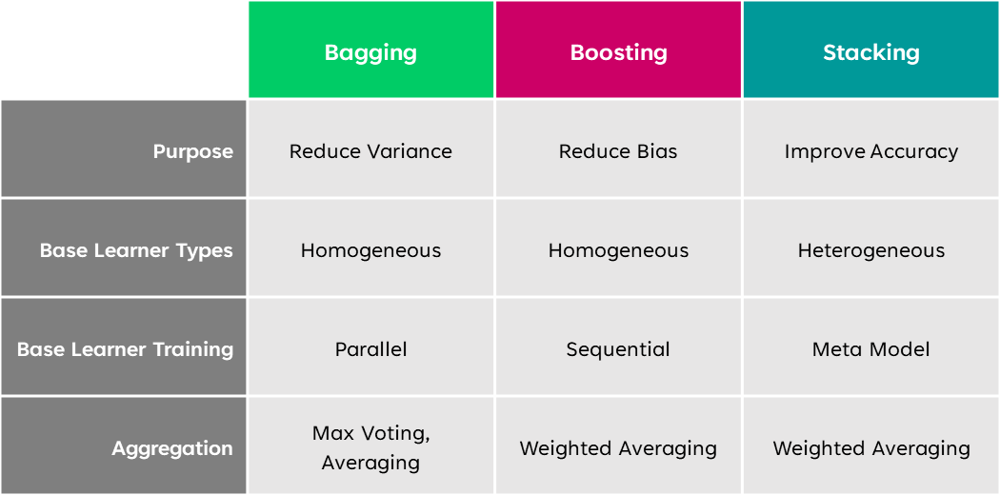 Bagging Boosting Stacking
Purpose Reduce Variance Reduce Bias Improve Accuracy
Base Learner Types Homogeneous Homogeneous Heterogeneous
Base Learner Training Parallel Sequential Meta Model
Aggregation Max Voting, Averaging Weighted Averaging Weighted Averaging